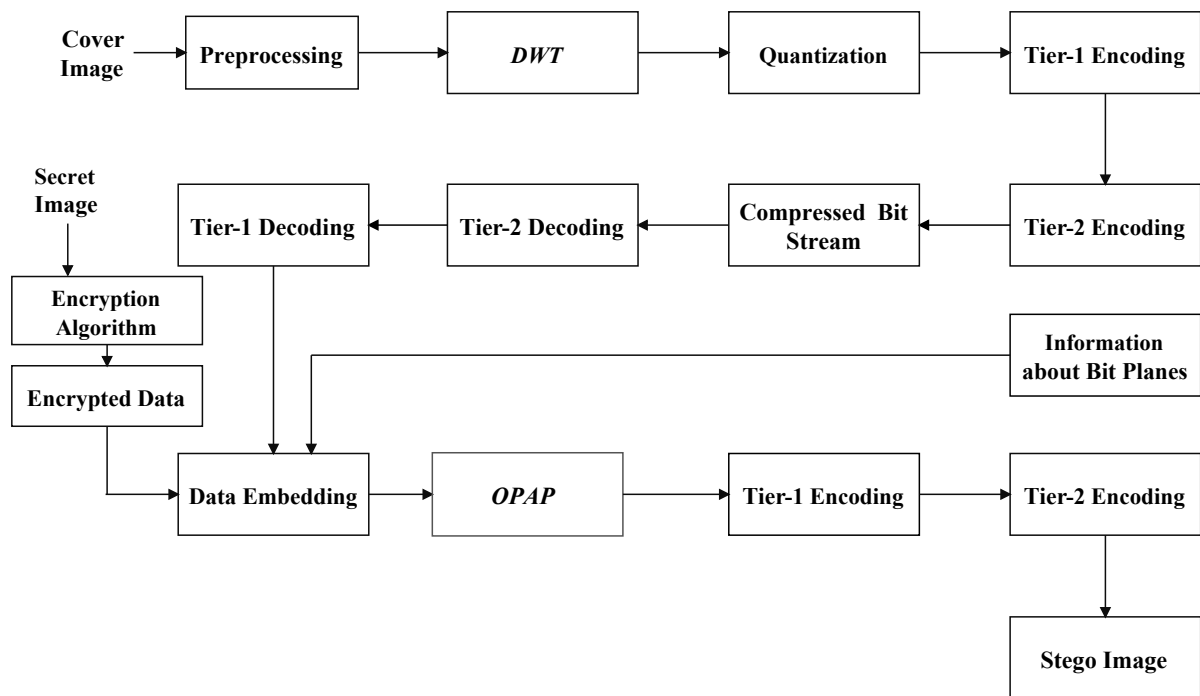 Cover
Image
Preprocessing
DWT
Quantization
Tier-1 Encoding
Secret
Image
Tier-1 Decoding
Tier-2 Decoding
Compressed Bit
Stream
Tier-2 Encoding
Encryption
Algorithm
Information
about Bit Planes
Encrypted Data
Data Embedding
OPAP
Tier-1 Encoding
Tier-2 Encoding
Stego Image